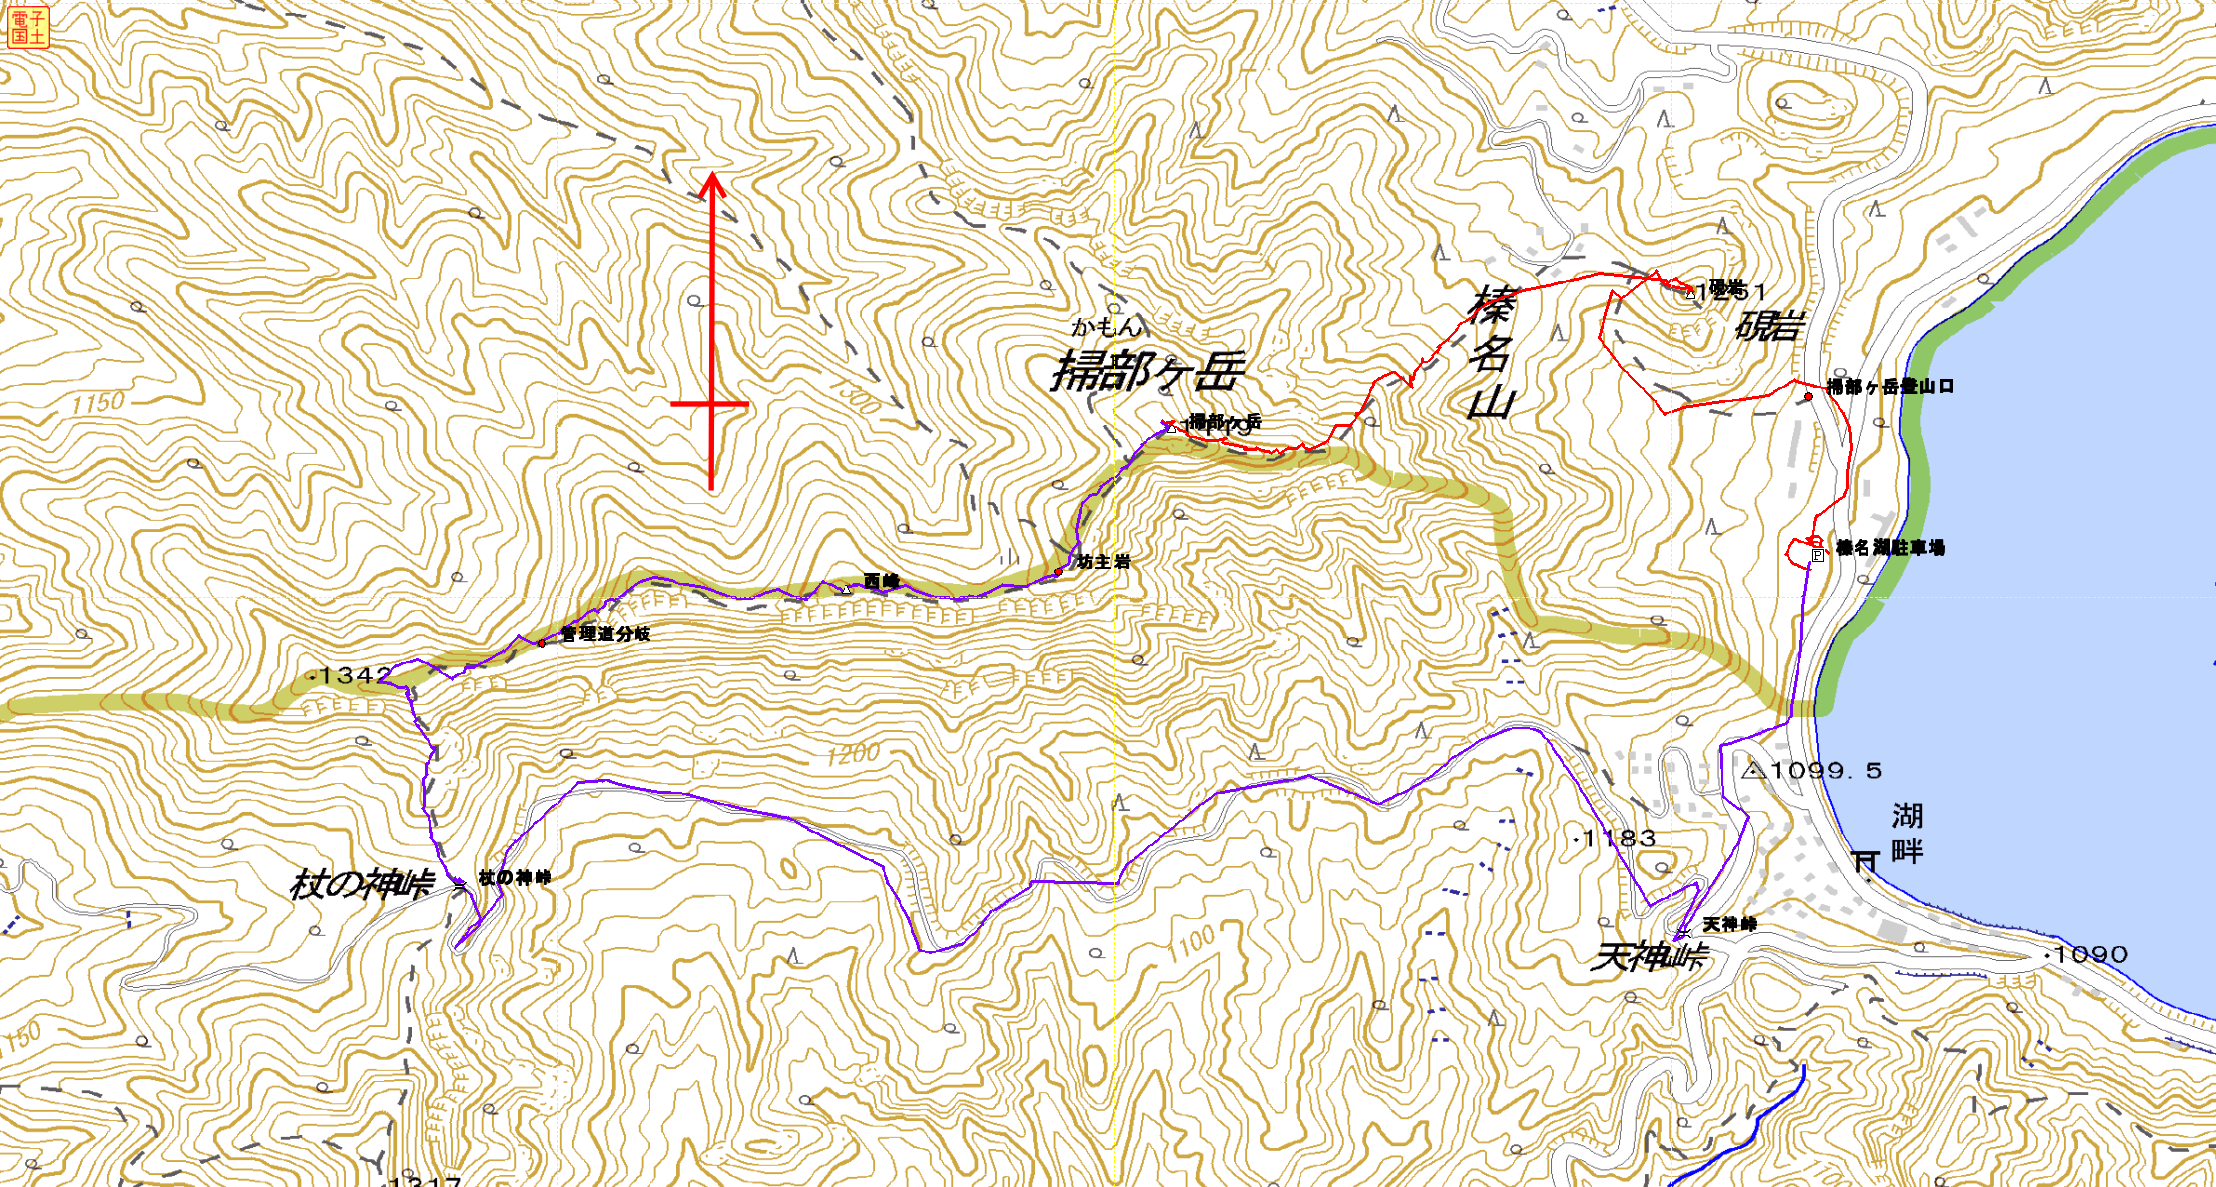 電子
国土
1150
1300
かもん
掃部ヶ岳
掃部ヶ岳
榛名山
硯岩
硯岩
掃部ヶ岳登山口
P
榛名湖駐車場
坊主岩
西峰
管理道分岐
1342
1200
1099.5
湖畔
1183
杖の神峠
杖の神峠
天神峠
天神峠
1100
1090
1150
1317